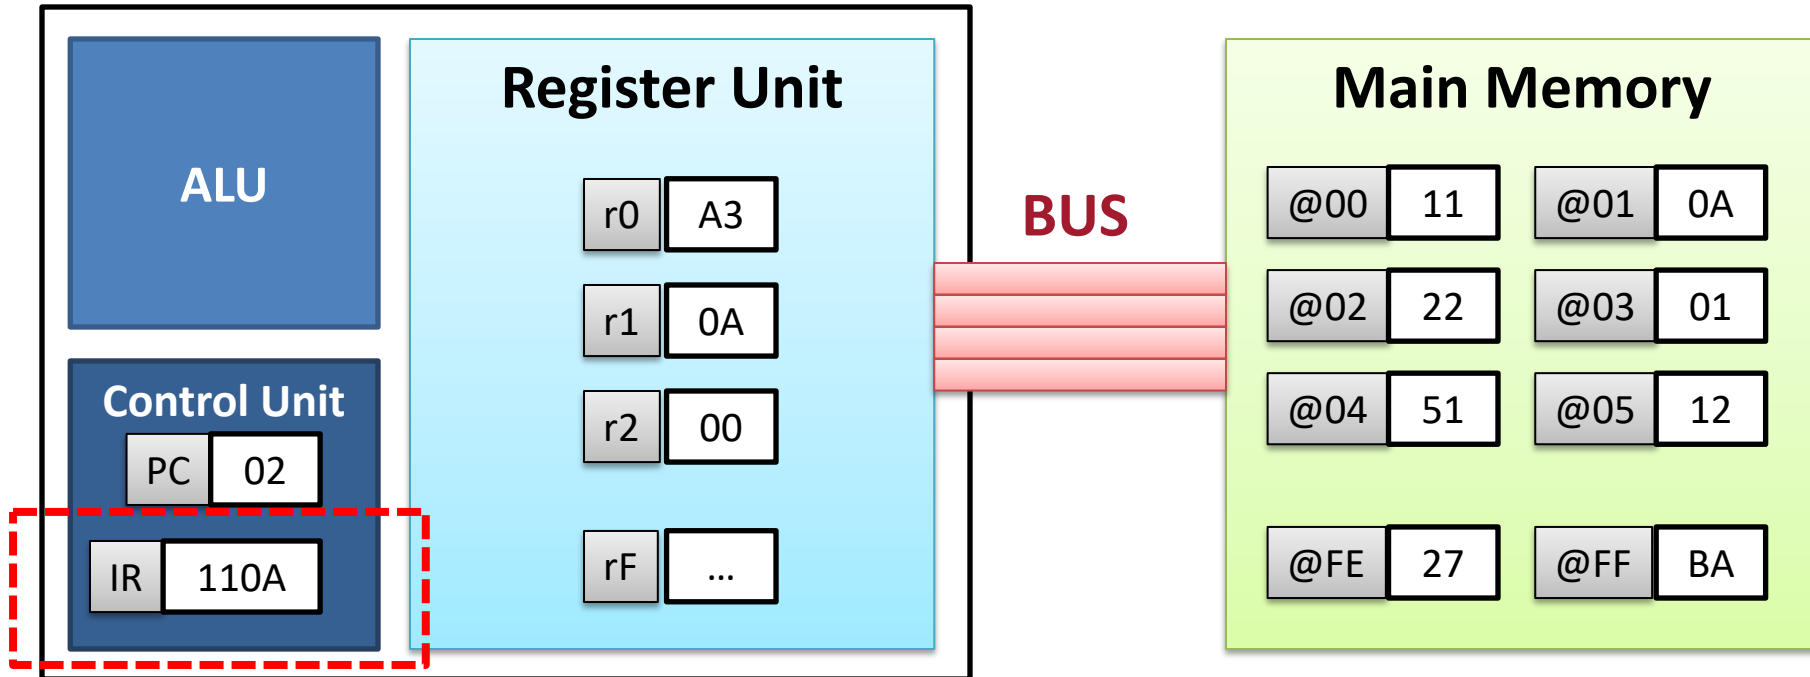 ALU
Control Unit
PC 02
IR 110A
Register Unit
r0 A3
r1 0A
r2 00
rF ...
BUS
Main Memory
@00 11 @01 0A
@02 22 @03 01
@04 51 @05 12
@FE 27 @FF BA